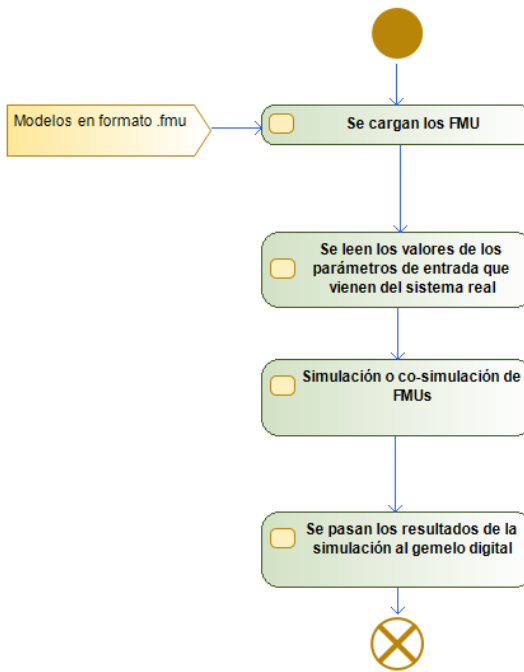 Modelos en formato .fmu
Se cargan los FMU
Se leen los valores de los
parámetros de entrada que
vienen del sistema real
Simulación o co-simulación de
FMUs
Se pasan los resultados de la
simulación al gemelo digital